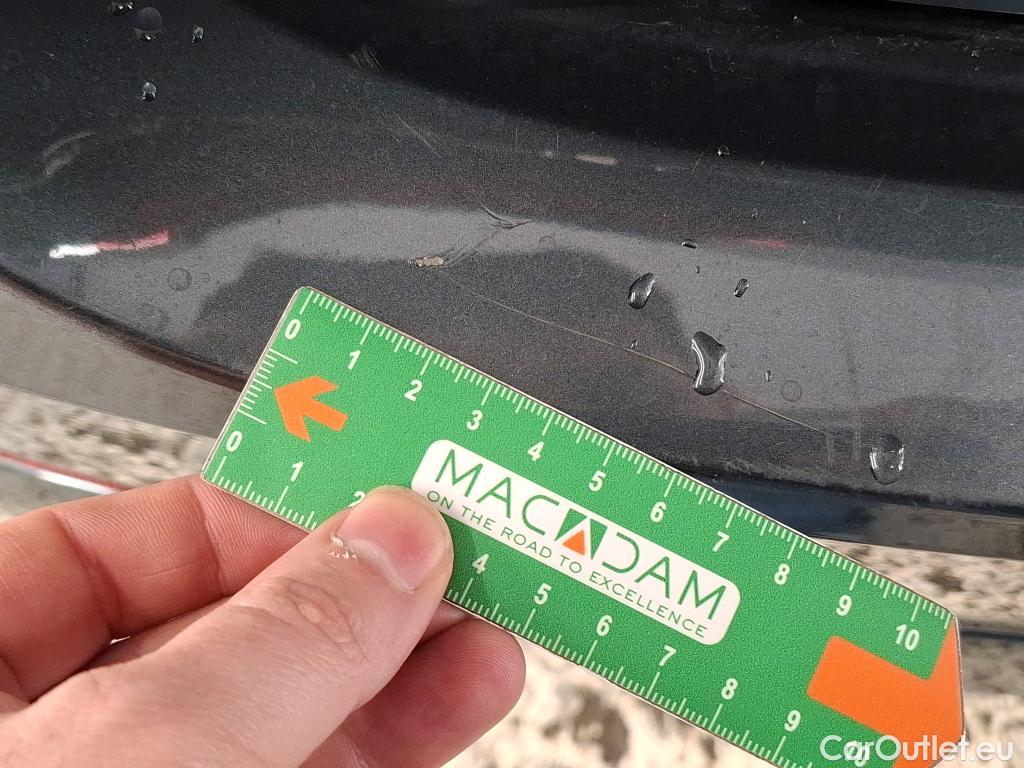 0 1 2 3 4 5 6 7 8 9 10
MACADAM
ON THE ROAD TO EXCELLENCE
0 1 2 4 5 6 7 8 9 10
CarOutlet.eu